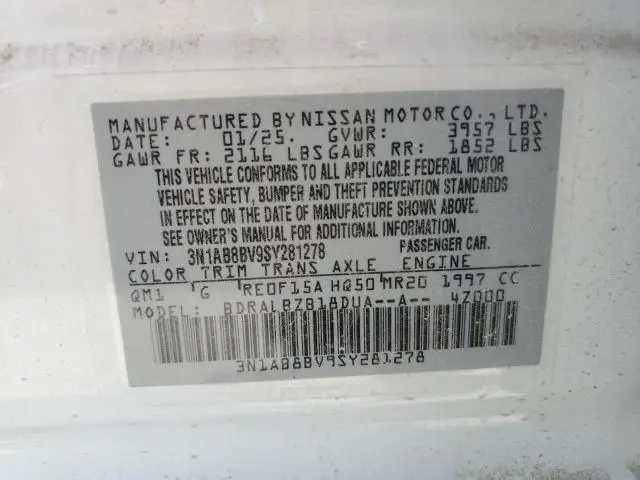 MANUFACTURED BY NISSAN MOTOR CO., LTD.
DATE: 01/25. GVWR: 3957 LBS
GAWR FR: 2116 LBS GAWR RR: 1852 LBS
THIS VEHICLE CONFORMS TO ALL APPLICABLE FEDERAL MOTOR
VEHICLE SAFETY, BUMPER AND THEFT PREVENTION STANDARDS
IN EFFECT ON THE DATE OF MANUFACTURE SHOWN ABOVE.
SEE OWNER'S MANUAL FOR ADDITIONAL INFORMATION.
VIN: 3N1AB8BV9SY281278 PASSENGER CAR.
COLOR TRIM TRANS AXLE ENGINE
QM1 'G 'RE0F15A HQ50 'MR20 1997 CC
MODEL: BDRALBZB18DUA--A-- 4Z000
3N1AB8BV9SY281278